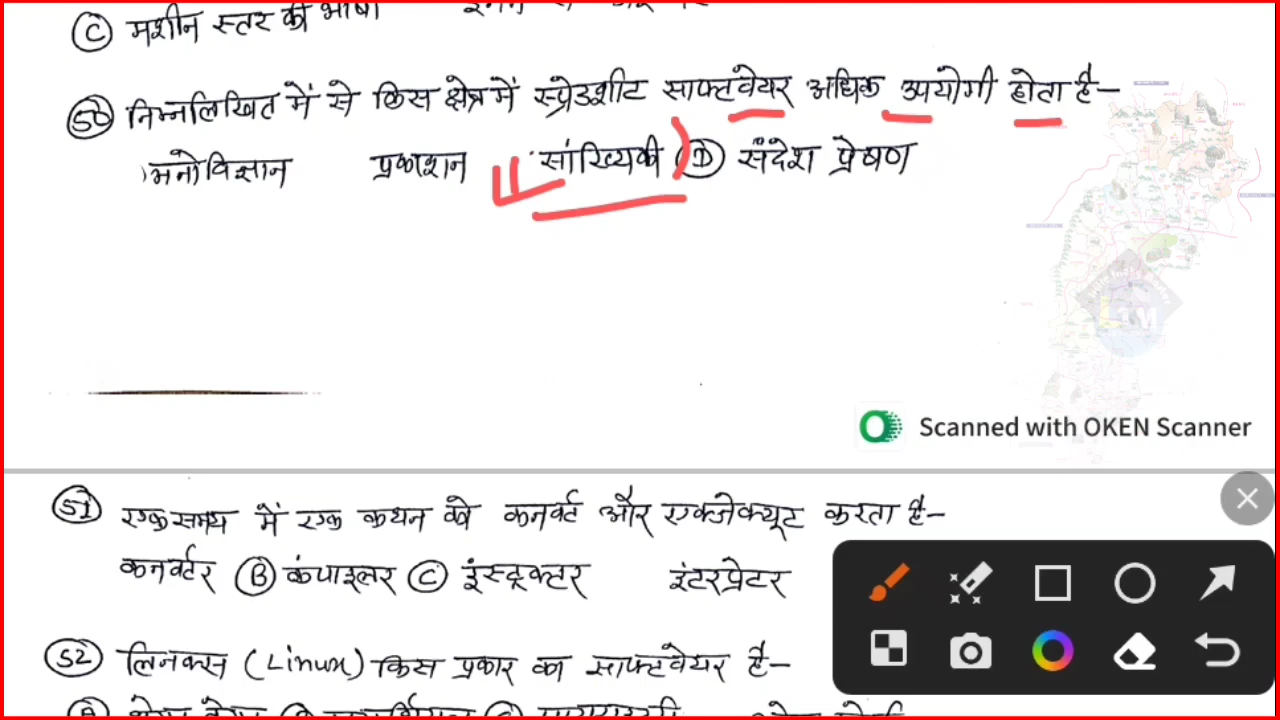 Ⓒ मशीन स्तर की भाषा
50 निम्नलिखित में से किस क्षेत्र में स्प्रेडशीट साफ्टवेयर अधिक उपयोगी होता है-
मनोविज्ञान प्रकाशन सांख्यिकी Ⓓ संदेश प्रेषण
Scanned with OKEN Scanner
51 एक समय में एक कथन को कनवर्ट और एक्जेक्यूट करता है-
कनवर्टर Ⓑ कंपाइलर Ⓒ इंस्ट्रक्टर इंटरप्रेटर
52 लिनक्स (Linux) किस प्रकार का साफ्टवेयर है-